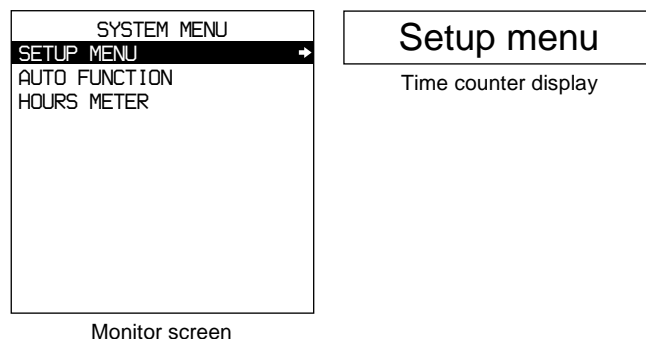 SYSTEM MENU
SETUP MENU
AUTO FUNCTION
HOURS METER
Monitor screen
Setup menu
Time counter display